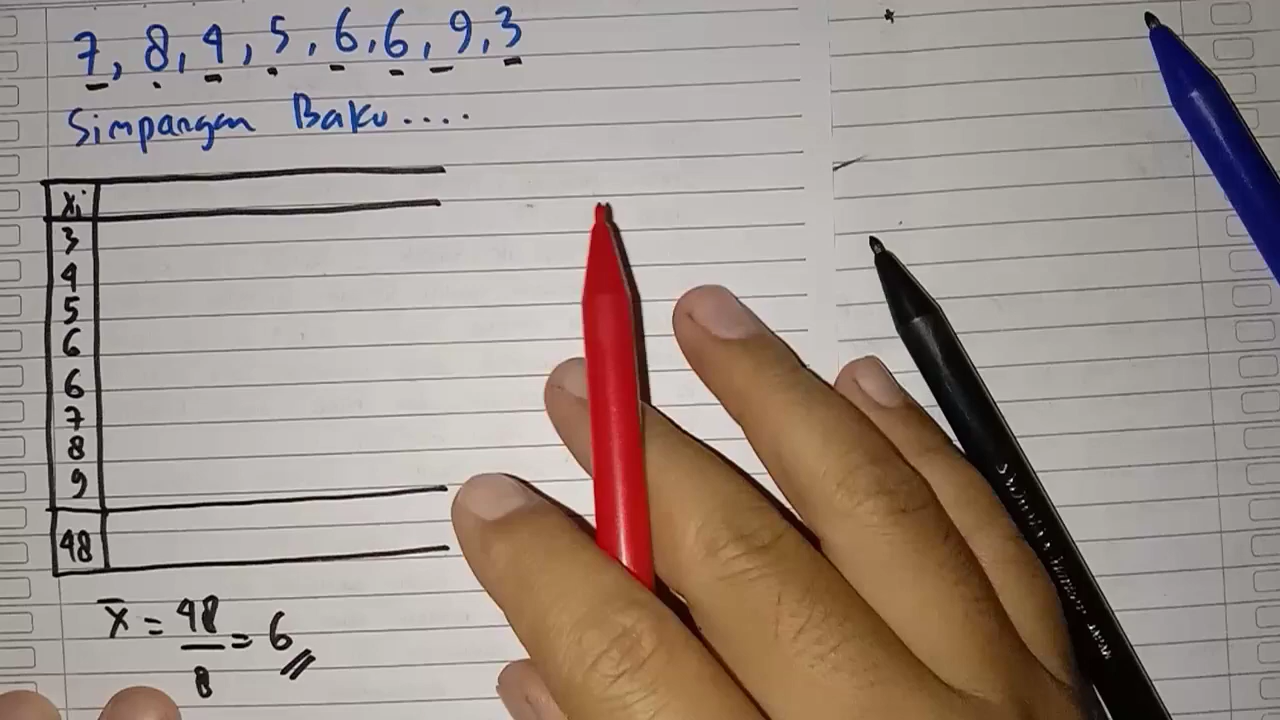 7, 8, 4, 5, 6, 6, 9, 3
Simpangan Baku....
xi
3
4
5
6
6
7
8
9
48
x̄ = 48/8 = 6